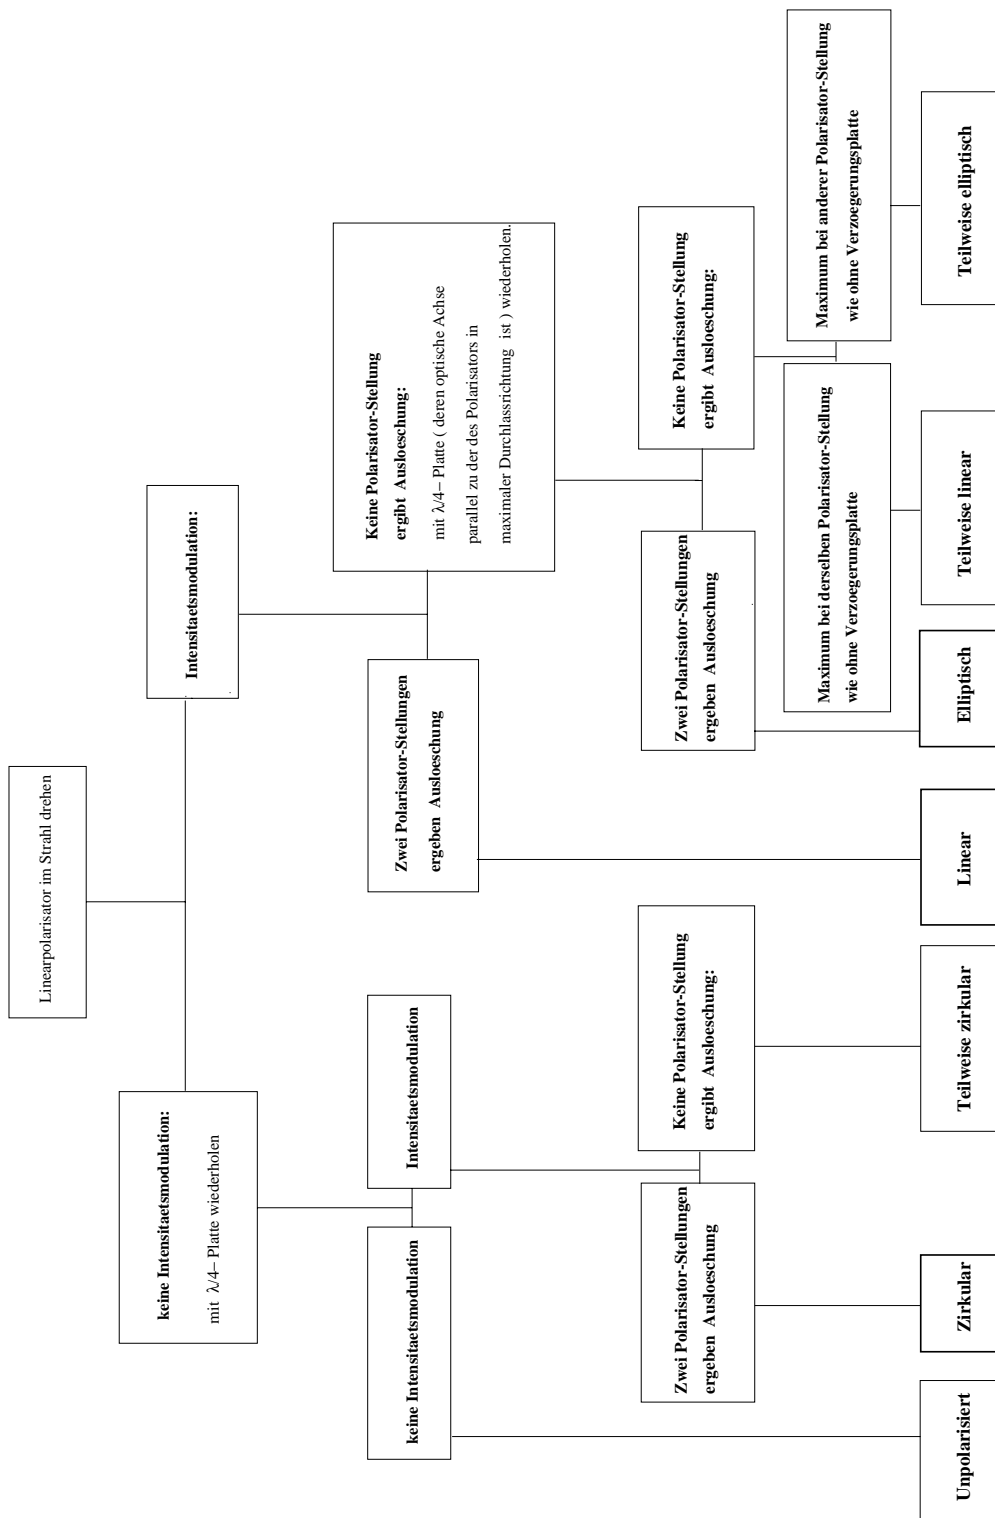 Linearpolarisator im Strahl drehen
keine Intensitaetsmodulation:
mit λ/4– Platte wiederholen
Intensitaetsmodulation:
keine Intensitaetsmodulation
Intensitaetsmodulation
Zwei Polarisator-Stellungen
ergeben Ausloeschung
Keine Polarisator-Stellung
ergibt Ausloeschung:
mit λ/4– Platte ( deren optische Achse
parallel zu der des Polarisators in
maximaler Durchlassrichtung ist ) wiederholen.
Zwei Polarisator-Stellungen
ergeben Ausloeschung
Keine Polarisator-Stellung
ergibt Ausloeschung:
Zwei Polarisator-Stellungen
ergeben Ausloeschung
Keine Polarisator-Stellung
ergibt Ausloeschung:
Maximum bei derselben Polarisator-Stellung
wie ohne Verzoegerungsplatte
Maximum bei anderer Polarisator-Stellung
wie ohne Verzoegerungsplatte
Unpolarisiert
Zirkular
Teilweise zirkular
Linear
Elliptisch
Teilweise linear
Teilweise elliptisch